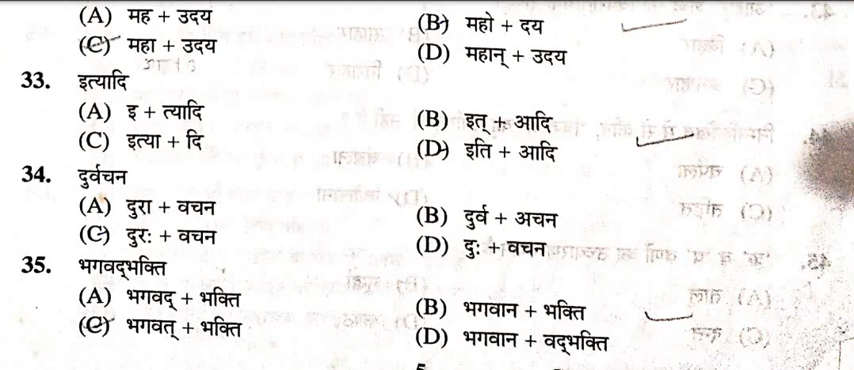 (A) मह + उदय (B) महो + दय
(C) महा + उदय (D) महान् + उदय
33. इत्यादि
(A) इ + त्यादि (B) इत् + आदि
(C) इत्या + दि (D) इति + आदि
34. दुर्वचन
(A) दुरा + वचन (B) दुर्व + अचन
(C) दुरः + वचन (D) दुः + वचन
35. भगवद्भक्ति
(A) भगवद् + भक्ति (B) भगवान + भक्ति
(C) भगवत् + भक्ति (D) भगवान + वद्भक्ति